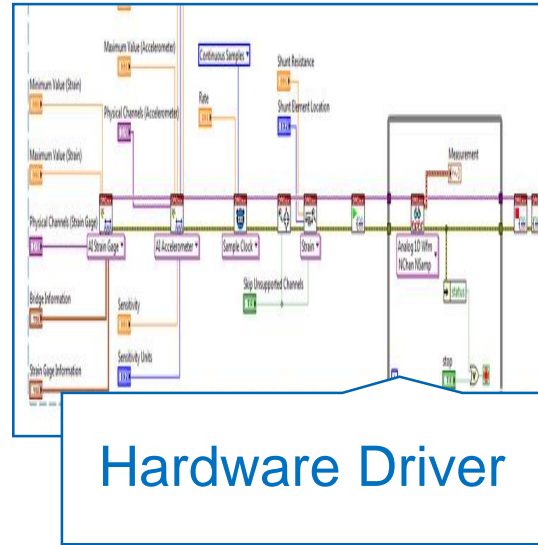 Maximum Value (Accelerometer)
Continuous Samples
Shunt Resistance
Minimum Value (Strain)
Rate
Physical Channels (Accelerometer)
Shunt Element Location
Maximum Value (Strain)
Measurement
Physical Channels (Strain Gage)
AI Strain Gage
AI Accelerometer
Sample Clock
Strain
Analog 1D Wfm
NChan NSamp
Skip Unsupported Channels
status
Bridge Information
Sensitivity
Sensitivity Units
stop
Strain Gage Information
Hardware Driver